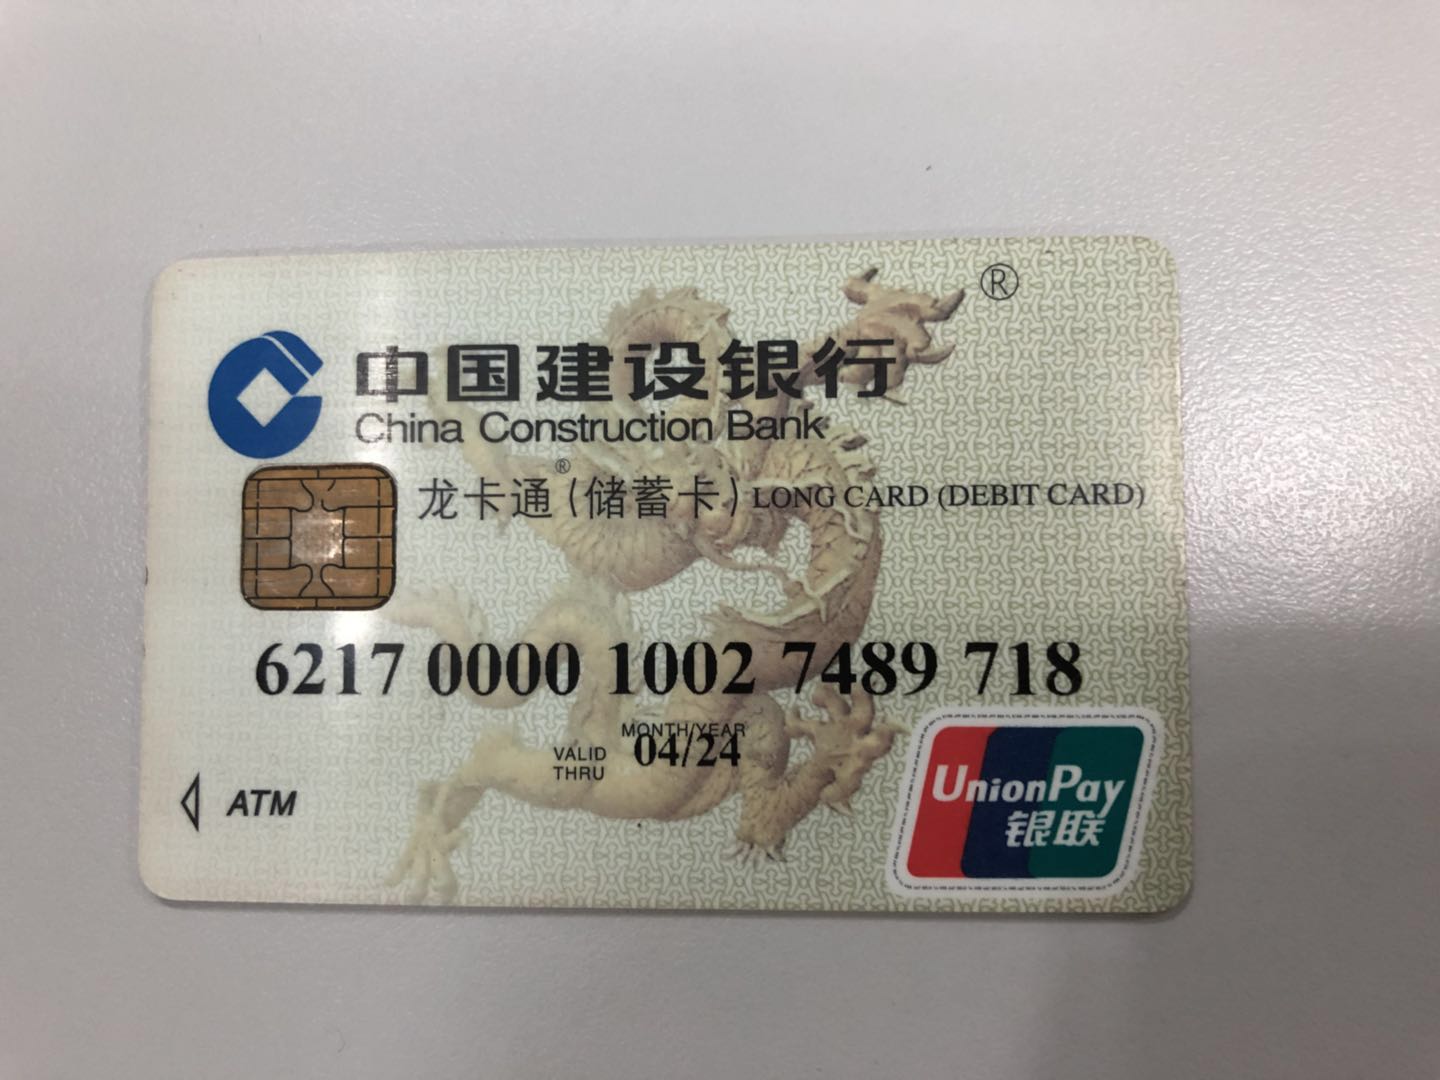 ®
中国建设银行
China Construction Bank
龙卡通®(储蓄卡) LONG CARD (DEBIT CARD)
6217 0000 1002 7489 718
MONTH/YEAR
VALID THRU 04/24
ATM
UnionPay
银联